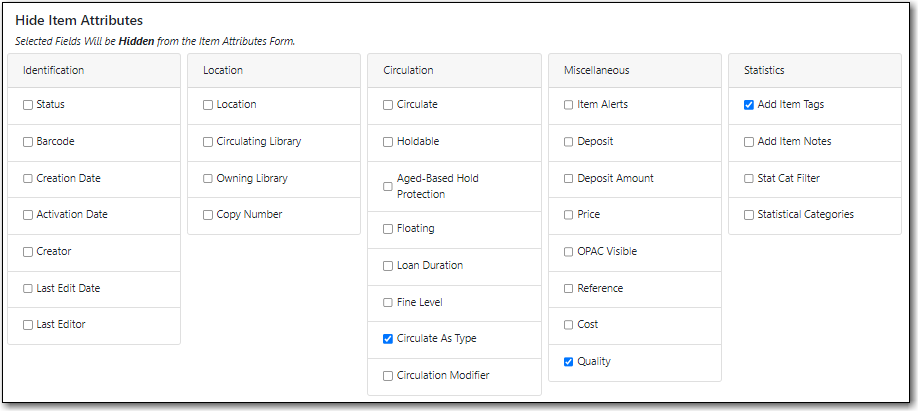 Hide Item Attributes
Selected Fields Will be Hidden from the Item Attributes Form.
Identification
Status
Barcode
Creation Date
Activation Date
Creator
Last Edit Date
Last Editor
Location
Location
Circulating Library
Owning Library
Copy Number
Circulation
Circulate
Holdable
Aged-Based Hold
Protection
Floating
Loan Duration
Fine Level
Circulate As Type
Circulation Modifier
Miscellaneous
Item Alerts
Deposit
Deposit Amount
Price
OPAC Visible
Reference
Cost
Quality
Statistics
Add Item Tags
Add Item Notes
Stat Cat Filter
Statistical Categories